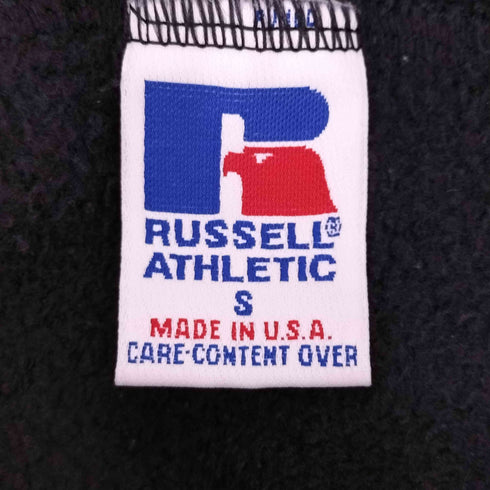 RUSSELL®
ATHLETIC
S
MADE IN U.S.A.
CARE-CONTENT OVER